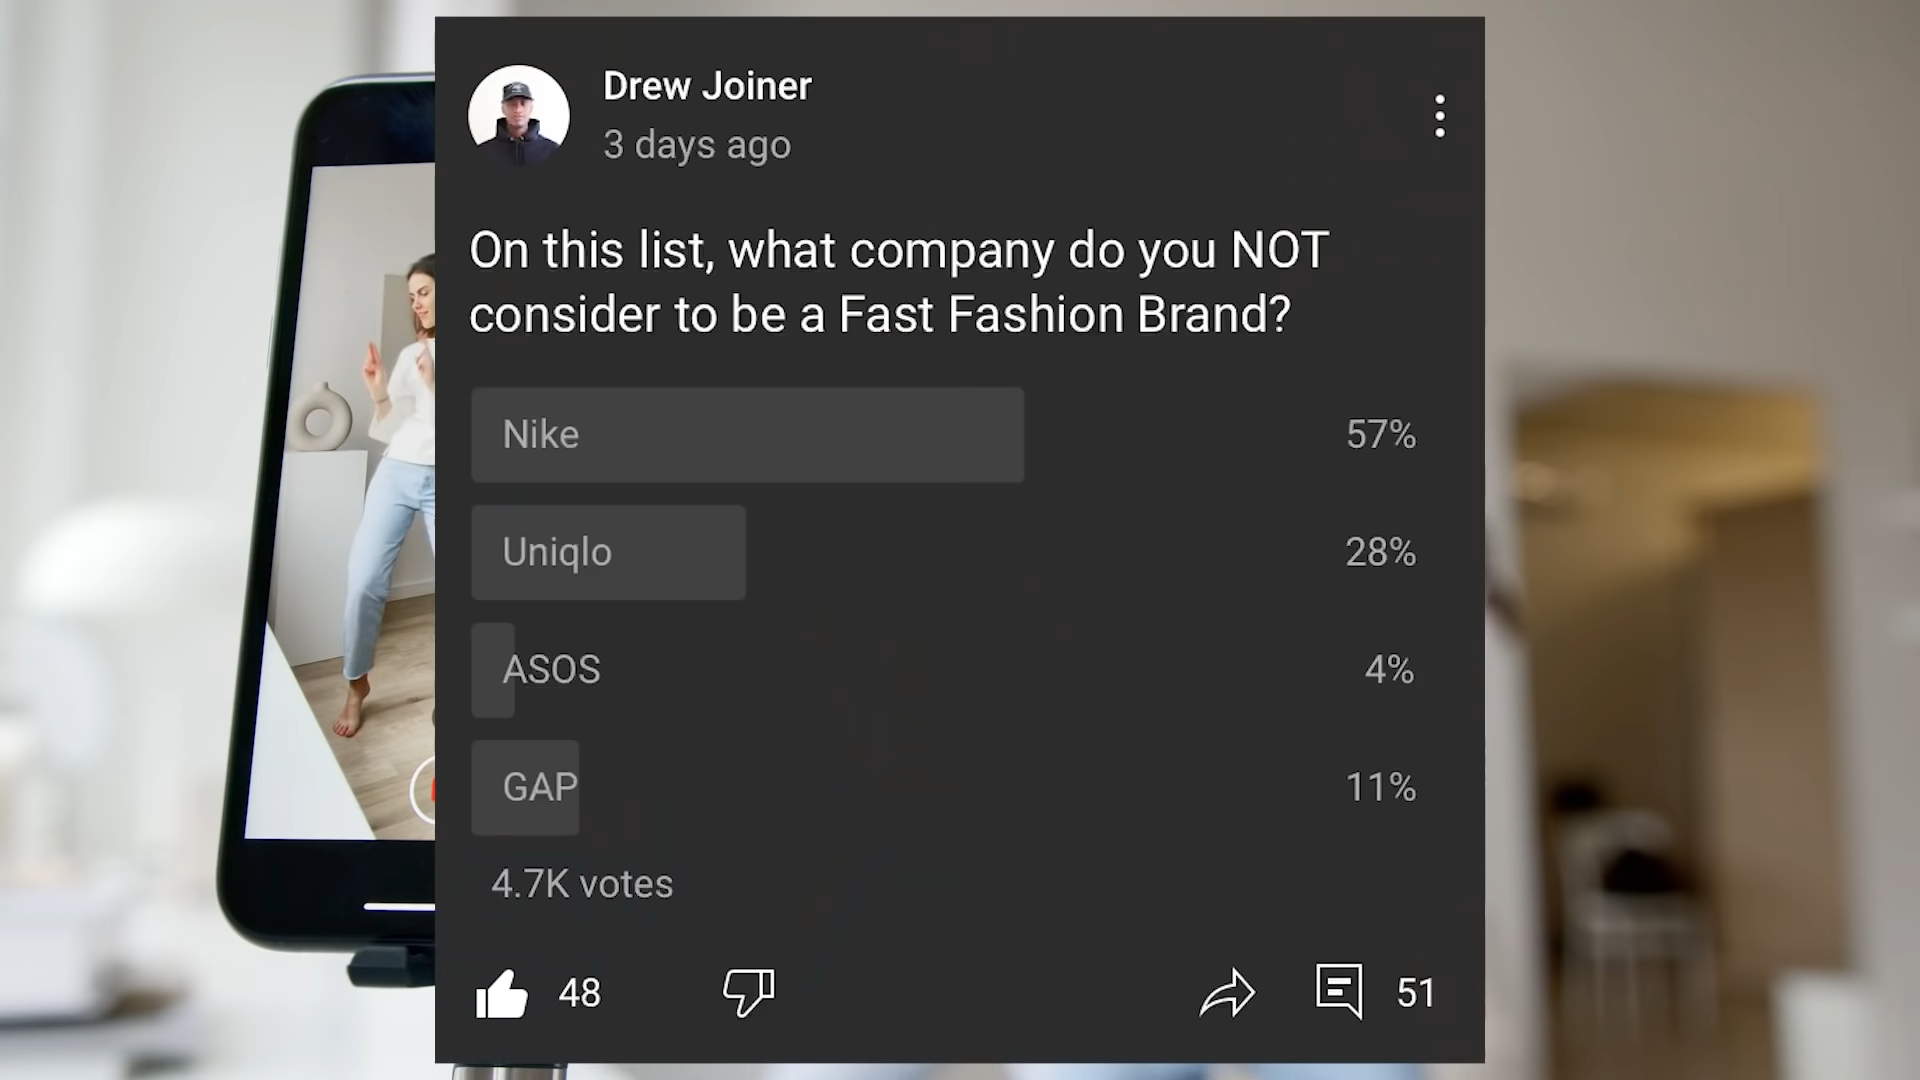 Drew Joiner
3 days ago
On this list, what company do you NOT
consider to be a Fast Fashion Brand?
Nike 57%
Uniqlo 28%
ASOS 4%
GAP 11%
4.7K votes
48 51